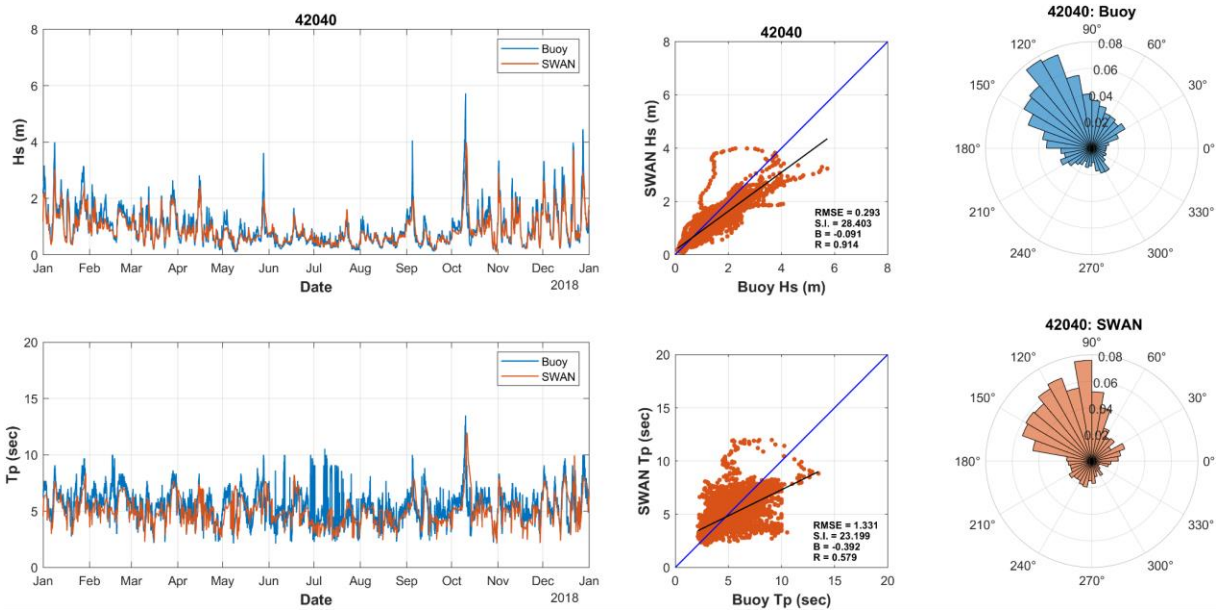 42040
8
6
4
2
0
Hs (m)
Buoy
SWAN
Jan Feb Mar Apr May Jun Jul Aug Sep Oct Nov Dec Jan
Date
2018
42040
8
6
4
2
0
SWAN Hs (m)
RMSE = 0.293
S.I. = 28.403
B = -0.091
R = 0.914
0 2 4 6 8
Buoy Hs (m)
42040: Buoy
90°
120° 60°
0.08
0.06
150° 30°
0.04
0.02
180° 0°
210° 330°
240° 300°
270°
20
15
10
5
0
Tp (sec)
Buoy
SWAN
Jan Feb Mar Apr May Jun Jul Aug Sep Oct Nov Dec Jan
Date
2018
20
15
10
5
0
SWAN Tp (sec)
RMSE = 1.331
S.I. = 23.199
B = -0.392
R = 0.579
0 5 10 15 20
Buoy Tp (sec)
42040: SWAN
90°
120° 60°
0.08
0.06
150° 30°
0.04
0.02
180° 0°
210° 330°
240° 300°
270°